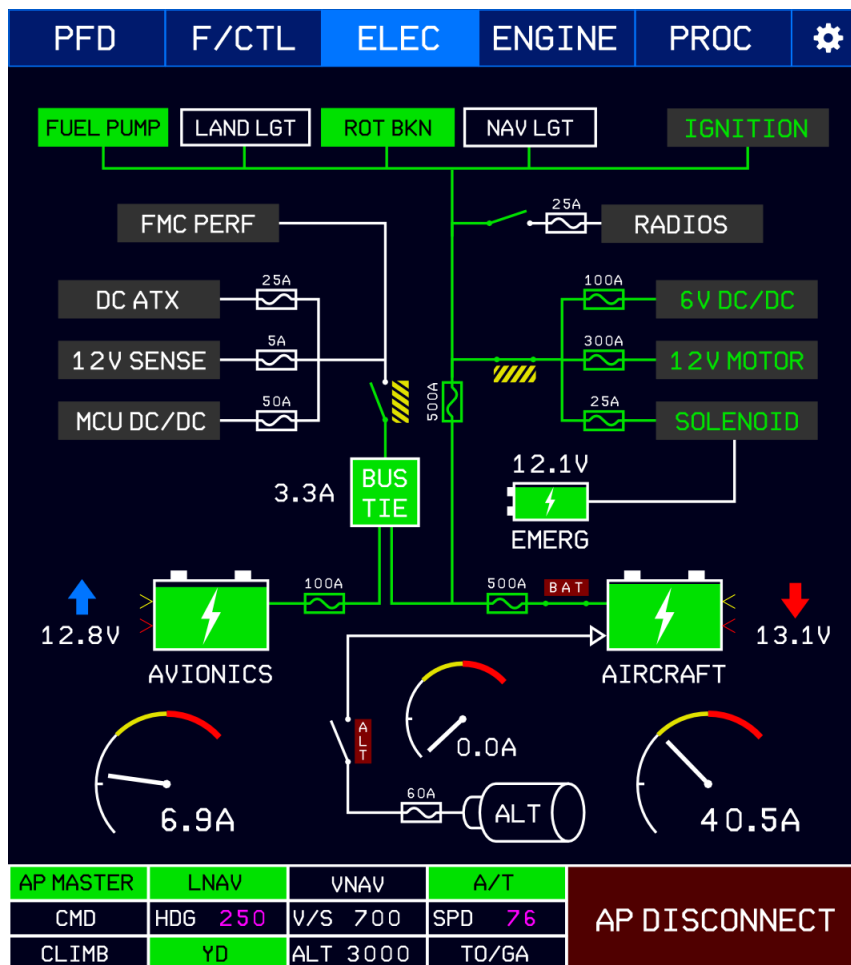 PFD F/CTL ELEC ENGINE PROC
FUEL PUMP LAND LGT ROT BKN NAV LGT IGNITION
25A
FMC PERF RADIOS
25A 100A
DC ATX 6V DC/DC
5A 300A
12V SENSE 12V MOTOR
50A 500A 25A
MCU DC/DC SOLENOID
12.1V
BUS
3.3A TIE
EMERG
100A 500A BAT
12.8V 13.1V
AVIONICS AIRCRAFT
ALT
0.0A
60A
6.9A ALT 40.5A
AP MASTER LNAV VNAV A/T
CMD HDG 250 V/S 700 SPD 76 AP DISCONNECT
CLIMB YD ALT 3000 TO/GA